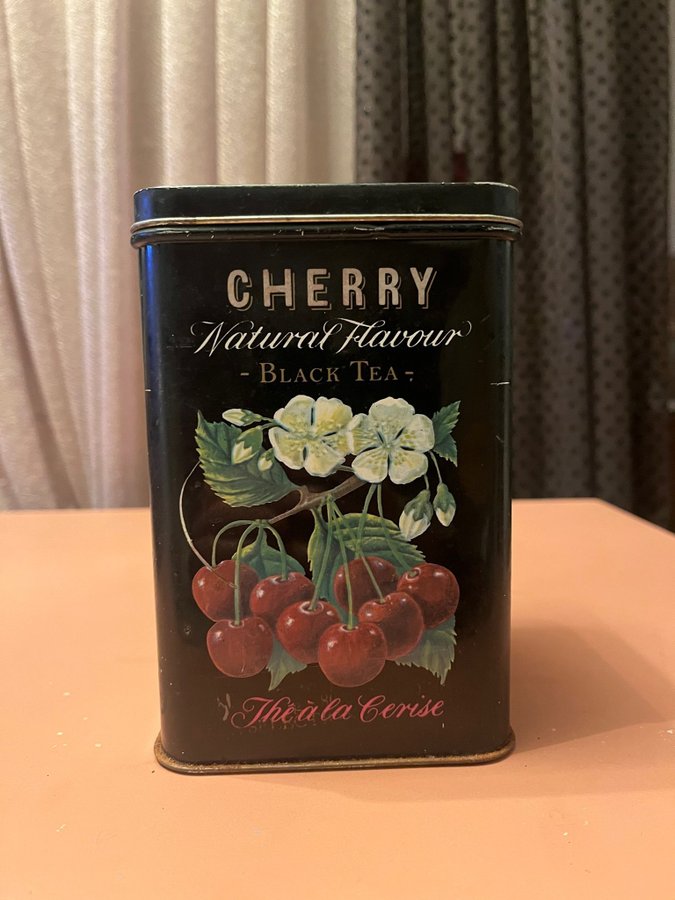 CHERRY
Natural Flavour
- BLACK TEA -
Thé à la Cerise